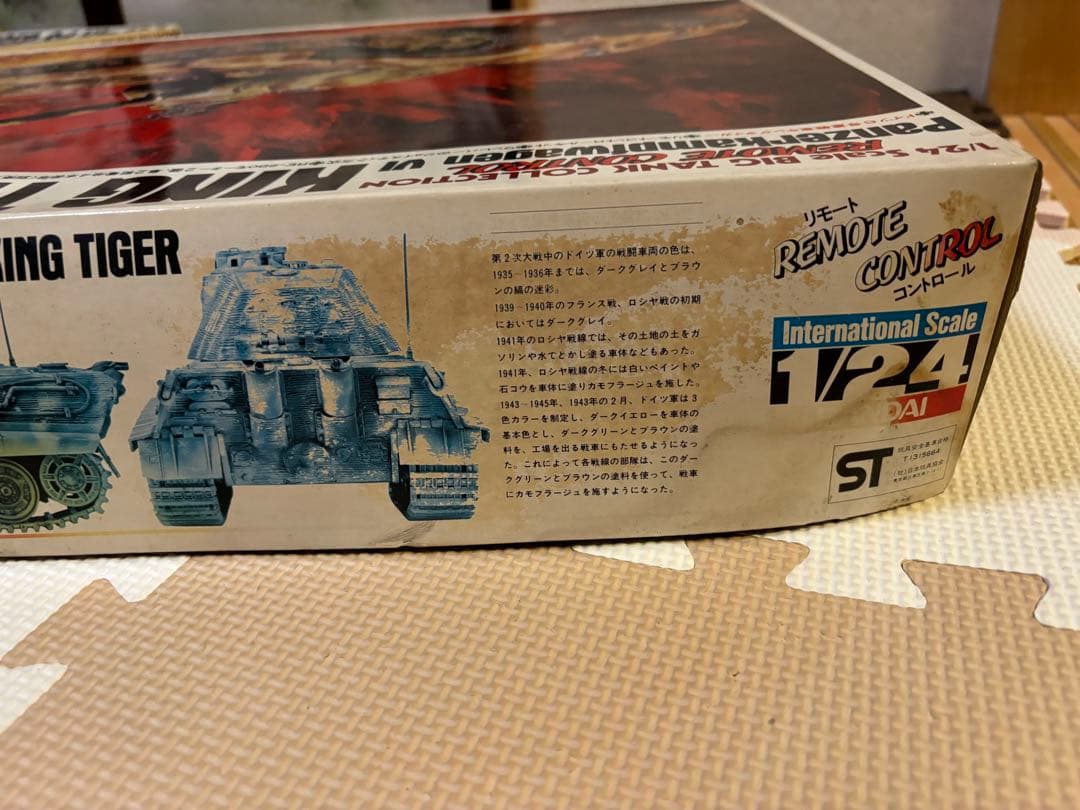 1/24 Scale BIG TANK COLLECTION
REMOTE CONTROL
Panzerkampfwagen VI
KING
KING TIGER
第2次大戦中のドイツ軍の戦闘車両の色は、
1935―1936年までは、ダークグレイとブラウ
ンの縞の迷彩。
1939―1940年のフランス戦、ロシヤ戦の初期
においてはダークグレイ。
1941年のロシヤ戦線では、その土地の土をガ
ソリンや水でとかし塗る車体などもあった。
1941年、ロシヤ戦線の冬には白いペイントや
石コウを車体に塗りカモフラージュを施した。
1943―1945年、1943年の2月、ドイツ軍は3
色カラーを制定し、ダークイエローを車体の
基本色とし、ダークグリーンとブラウンの塗
料を、工場を出る戦車にもたせるようになっ
た。これによって各戦線の部隊は、このダー
クグリーンとブラウンの塗料を使って、戦車
にカモフラージュを施すようになった。
リモート
REMOTE
CONTROL
コントロール
International Scale
1/24
DAI
ST
玩具安全基準合格
T1315664
(社)日本玩具協会